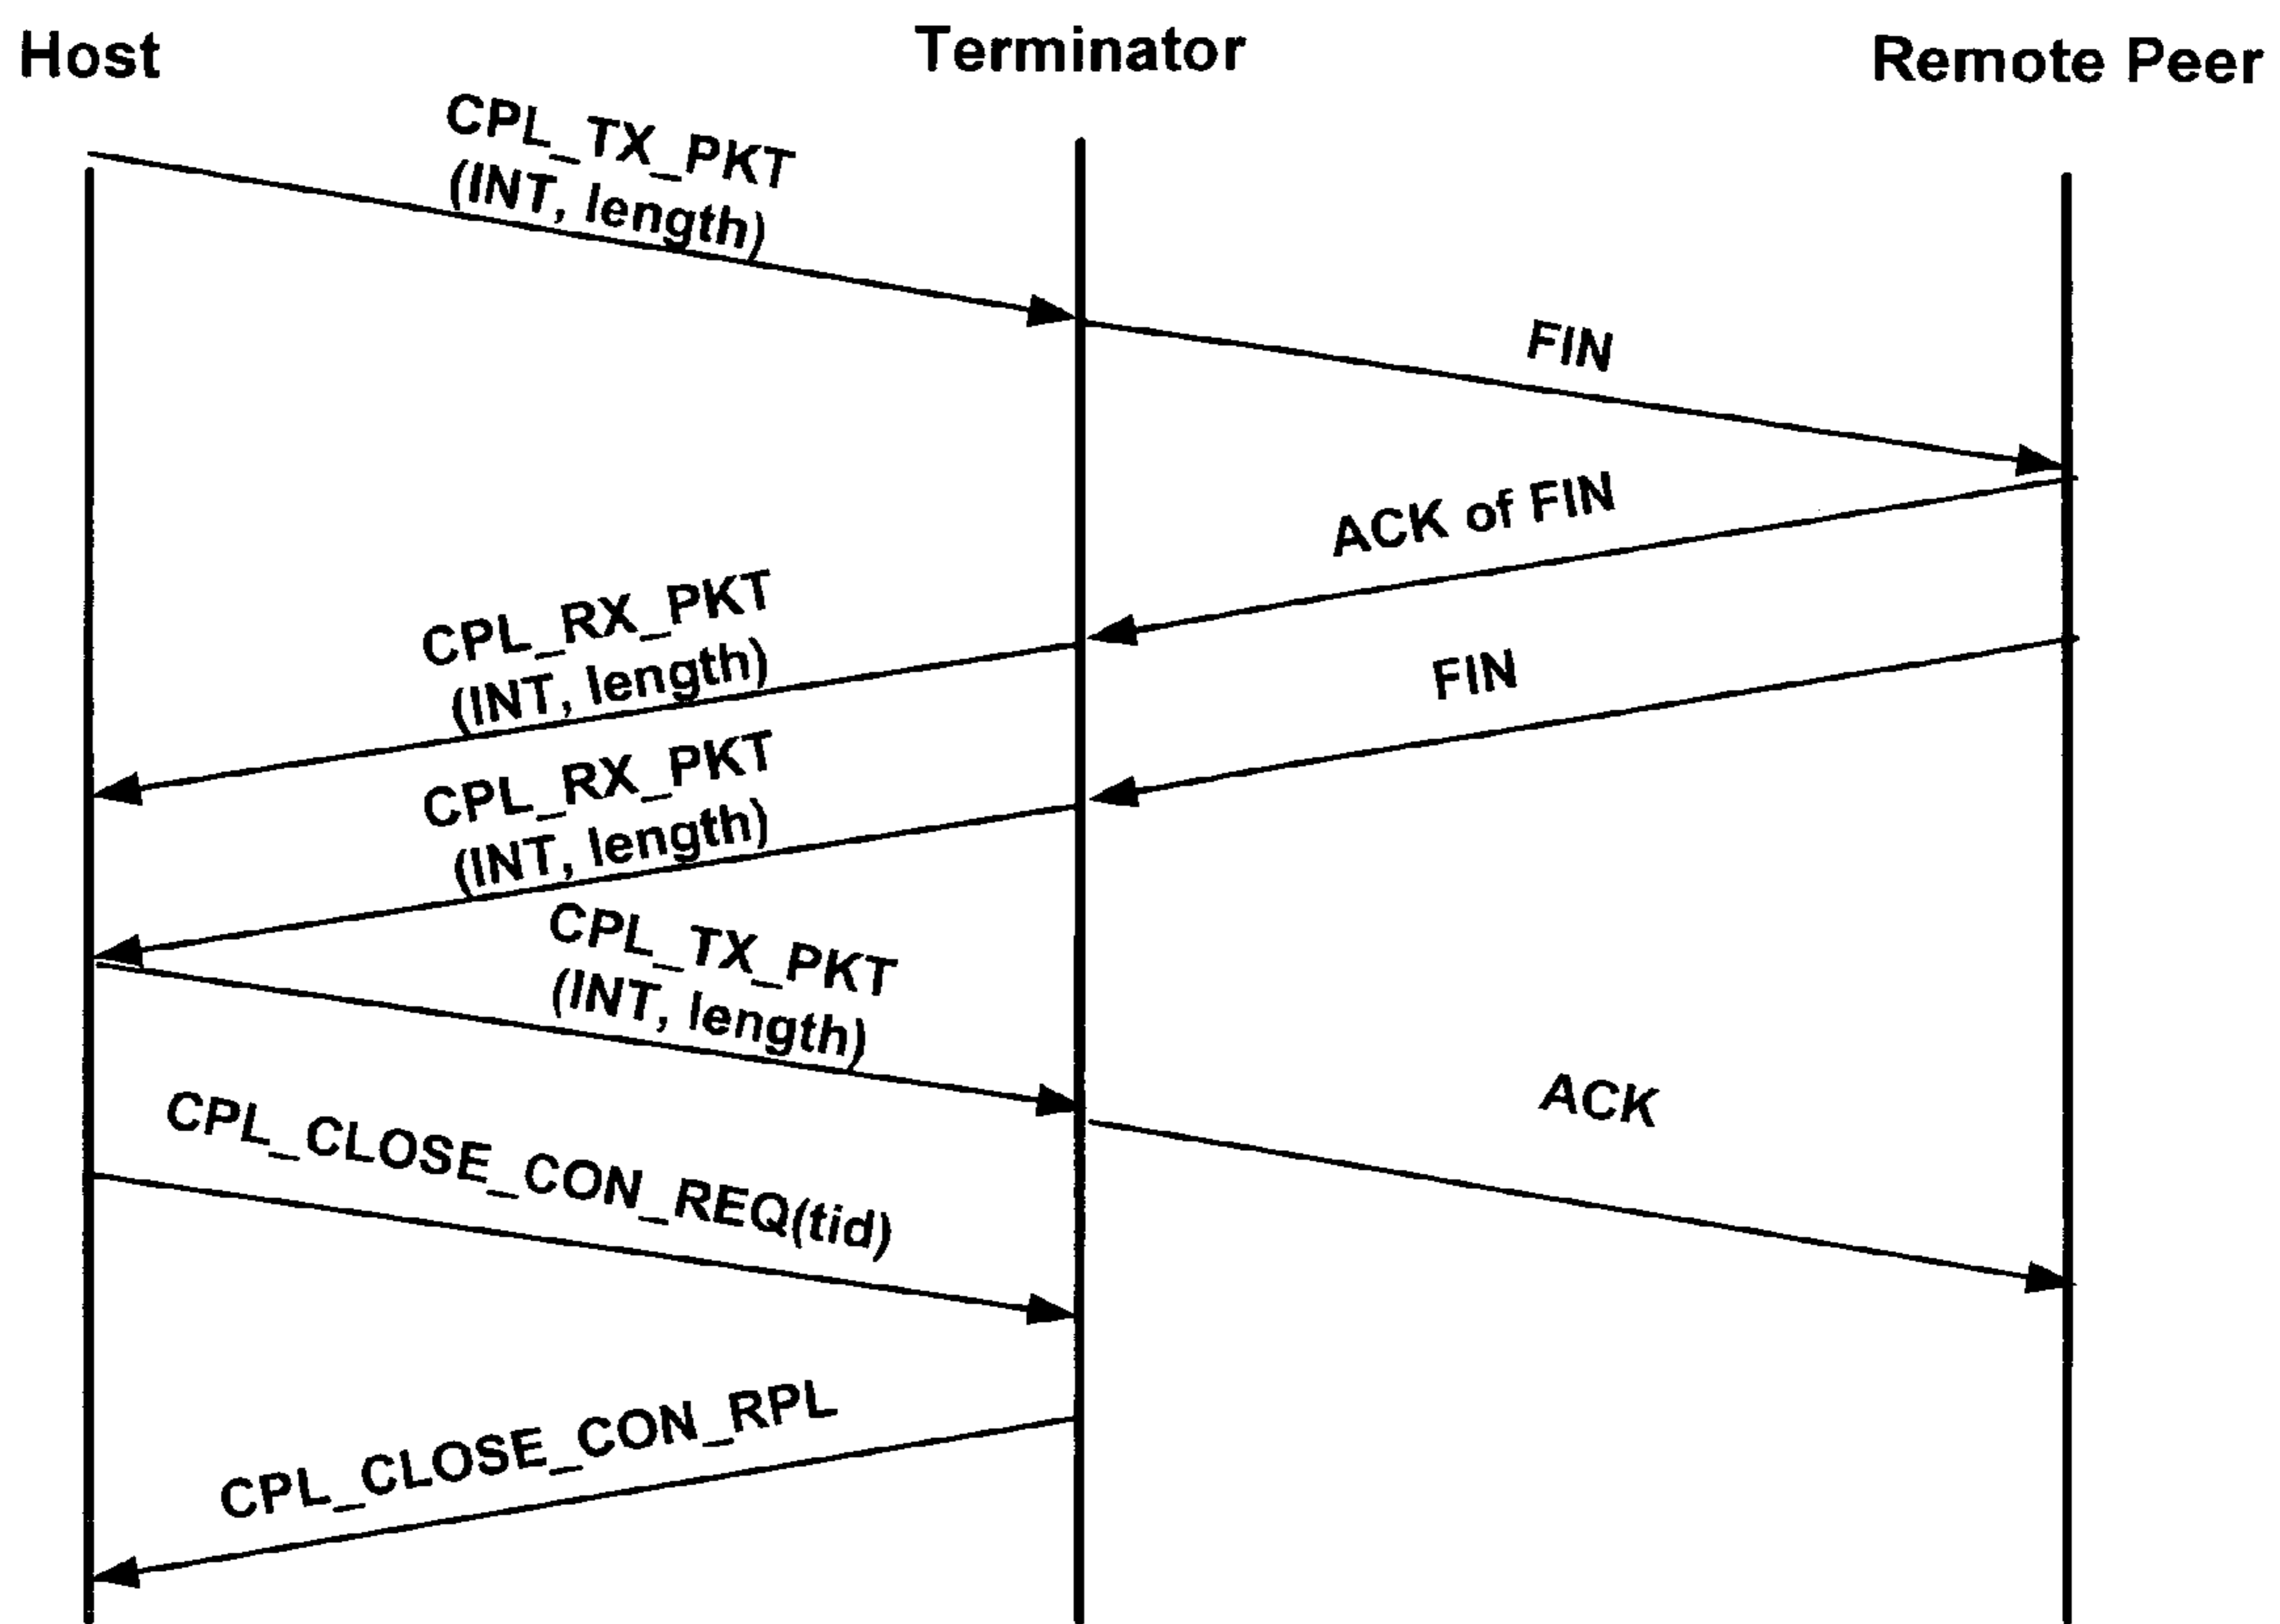 Host
Terminator
Remote Peer
CPL_TX_PKT
(INT, length)
FIN
ACK of FIN
CPL_RX_PKT
(INT, length)
FIN
CPL_RX_PKT
(INT, length)
CPL_TX_PKT
(INT, length)
ACK
CPL_CLOSE_CON_REQ(tid)
CPL_CLOSE_CON_RPL